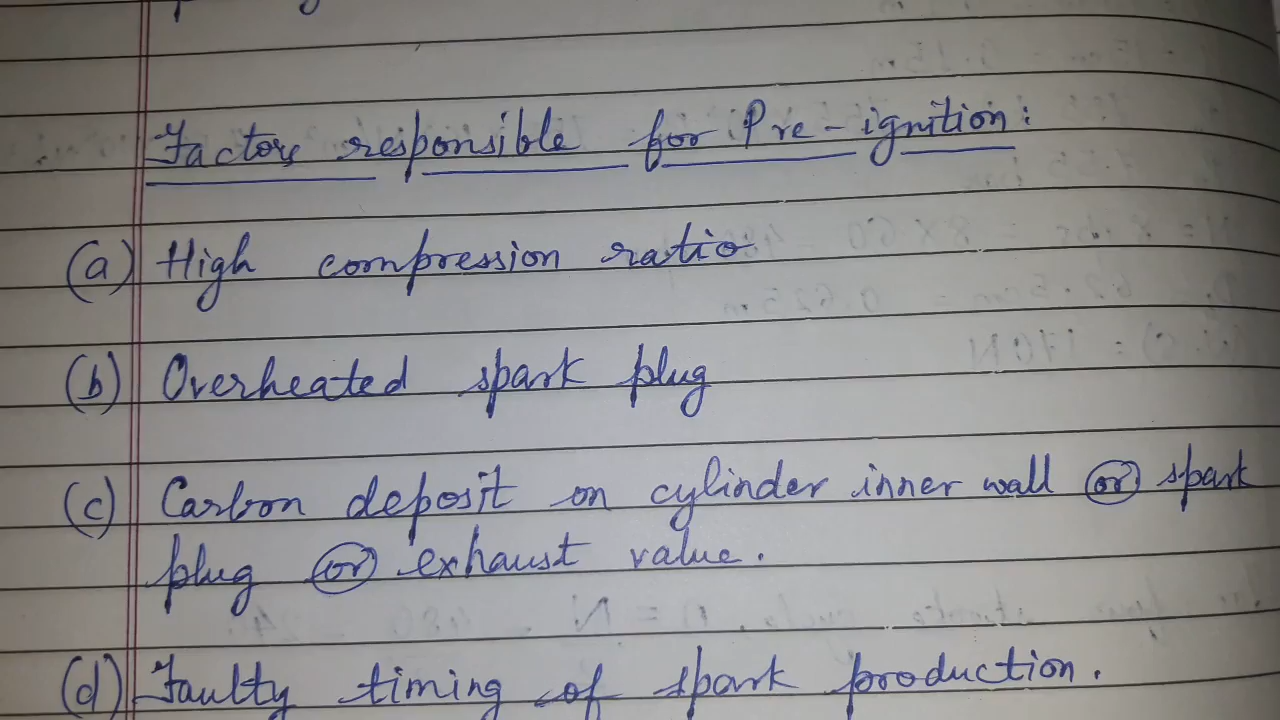 Factors responsible for Pre-ignition:
(a) High compression ratio
(b) Overheated spark plug
(c) Carbon deposit on cylinder inner wall or spark
plug or exhaust value.
(d) Faulty timing of spark production.